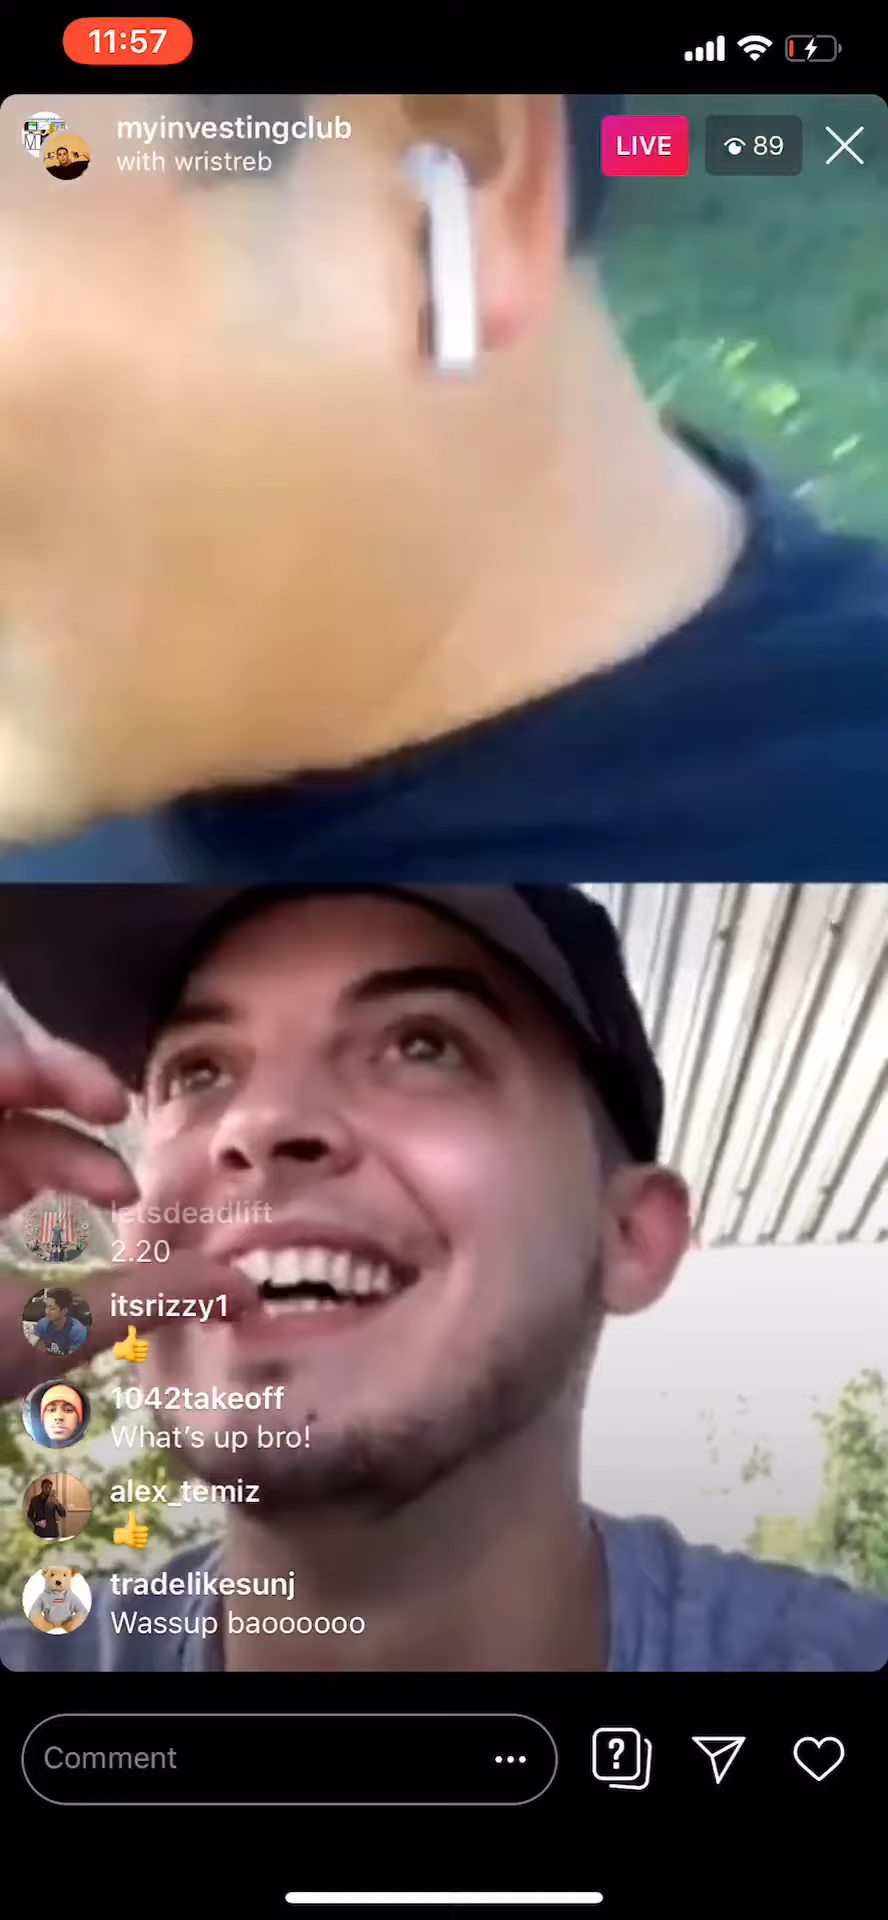 11:57
myinvestingclub
with wristreb
LIVE
89
letsdeadlift
2.20
itsrizzy1
👍
1042takeoff
What's up bro!
alex_temiz
👍
tradelikesunj
Wassup baoooooo
Comment